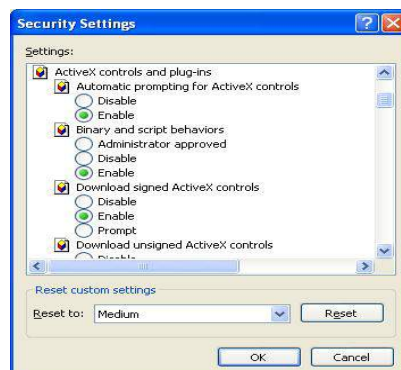 Security Settings
Settings:
ActiveX controls and plug-ins
Automatic prompting for ActiveX controls
Disable
Enable
Binary and script behaviors
Administrator approved
Disable
Enable
Download signed ActiveX controls
Disable
Enable
Prompt
Download unsigned ActiveX controls
Disable
Reset custom settings
Reset to: Medium Reset
OK Cancel